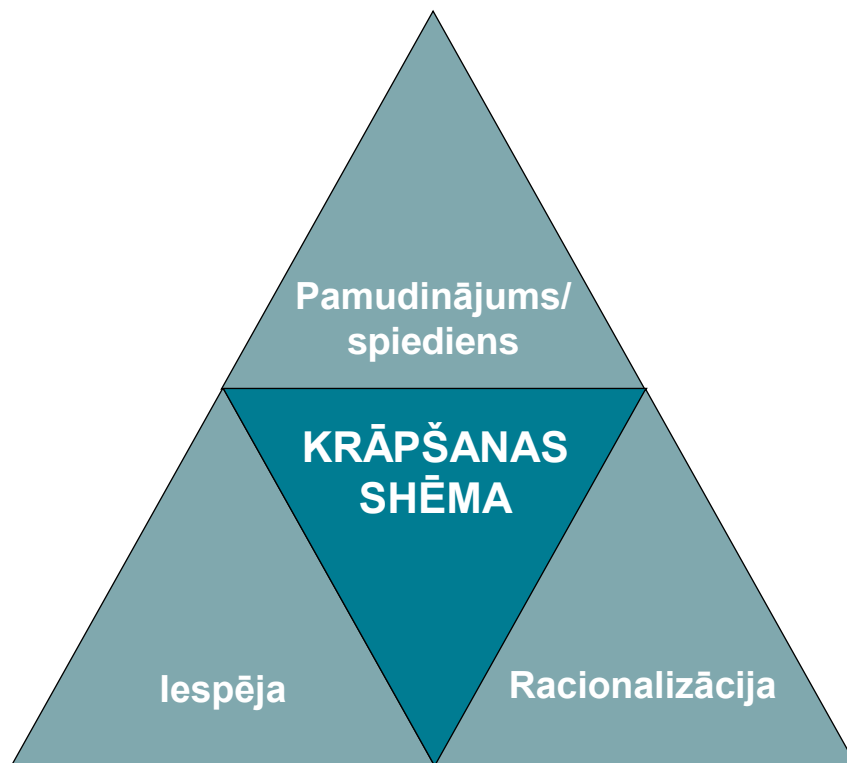 Pamudinājums/
spiediens
KRĀPŠANAS
SHĒMA
Iespēja
Racionalizācija